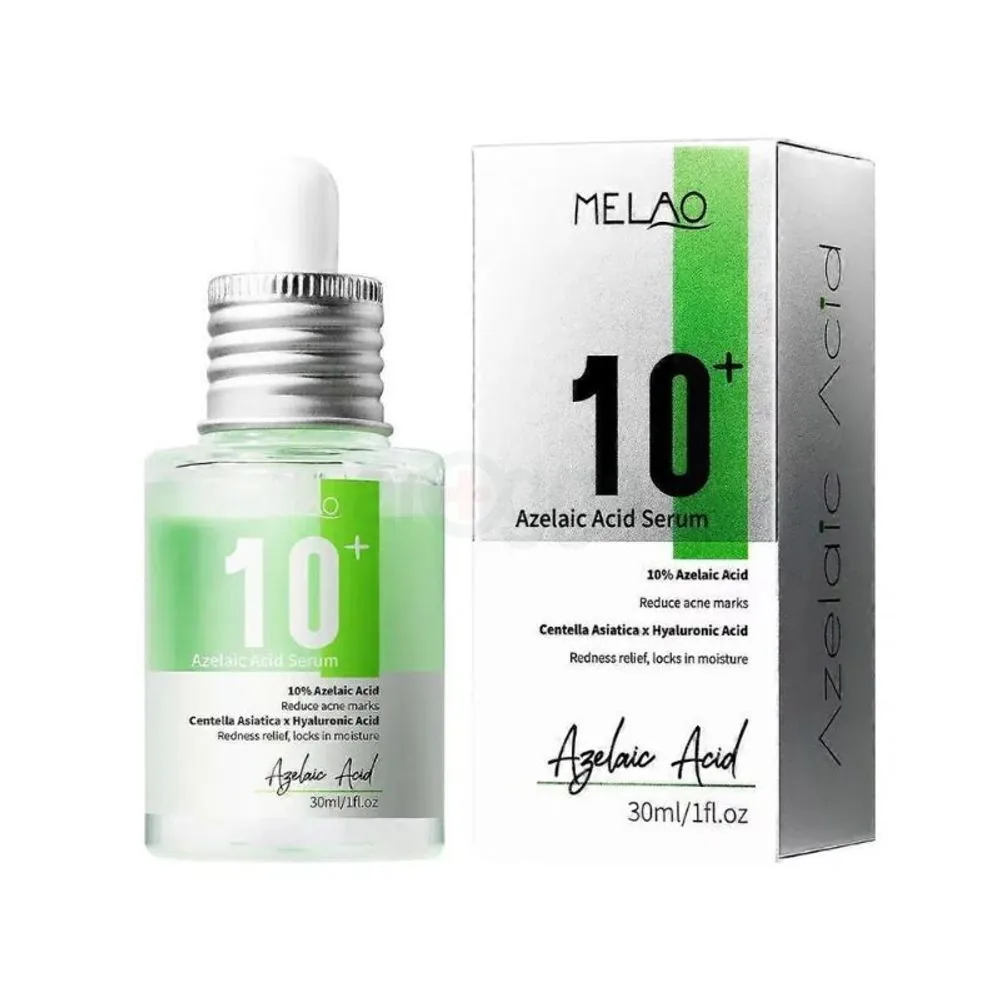 10+
Azelaic Acid Serum
10% Azelaic Acid
Reduce acne marks
Centella Asiatica x Hyaluronic Acid
Redness relief, locks in moisture
Azelaic Acid
30ml/1fl.oz
MELAO
10+
Azelaic Acid Serum
10% Azelaic Acid
Reduce acne marks
Centella Asiatica x Hyaluronic Acid
Redness relief, locks in moisture
Azelaic Acid
30ml/1fl.oz
Azelaic Acid